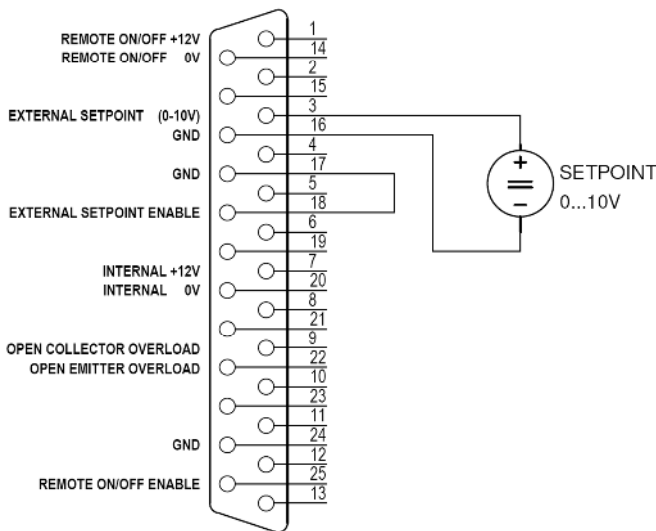 REMOTE ON/OFF +12V
1
REMOTE ON/OFF 0V
14
2
15
EXTERNAL SETPOINT (0-10V)
3
GND
16
4
GND
17
5
EXTERNAL SETPOINT ENABLE
18
6
19
INTERNAL +12V
7
INTERNAL 0V
20
8
21
OPEN COLLECTOR OVERLOAD
9
OPEN EMITTER OVERLOAD
22
10
23
11
GND
24
12
REMOTE ON/OFF ENABLE
25
13
+
SETPOINT
0...10V
−